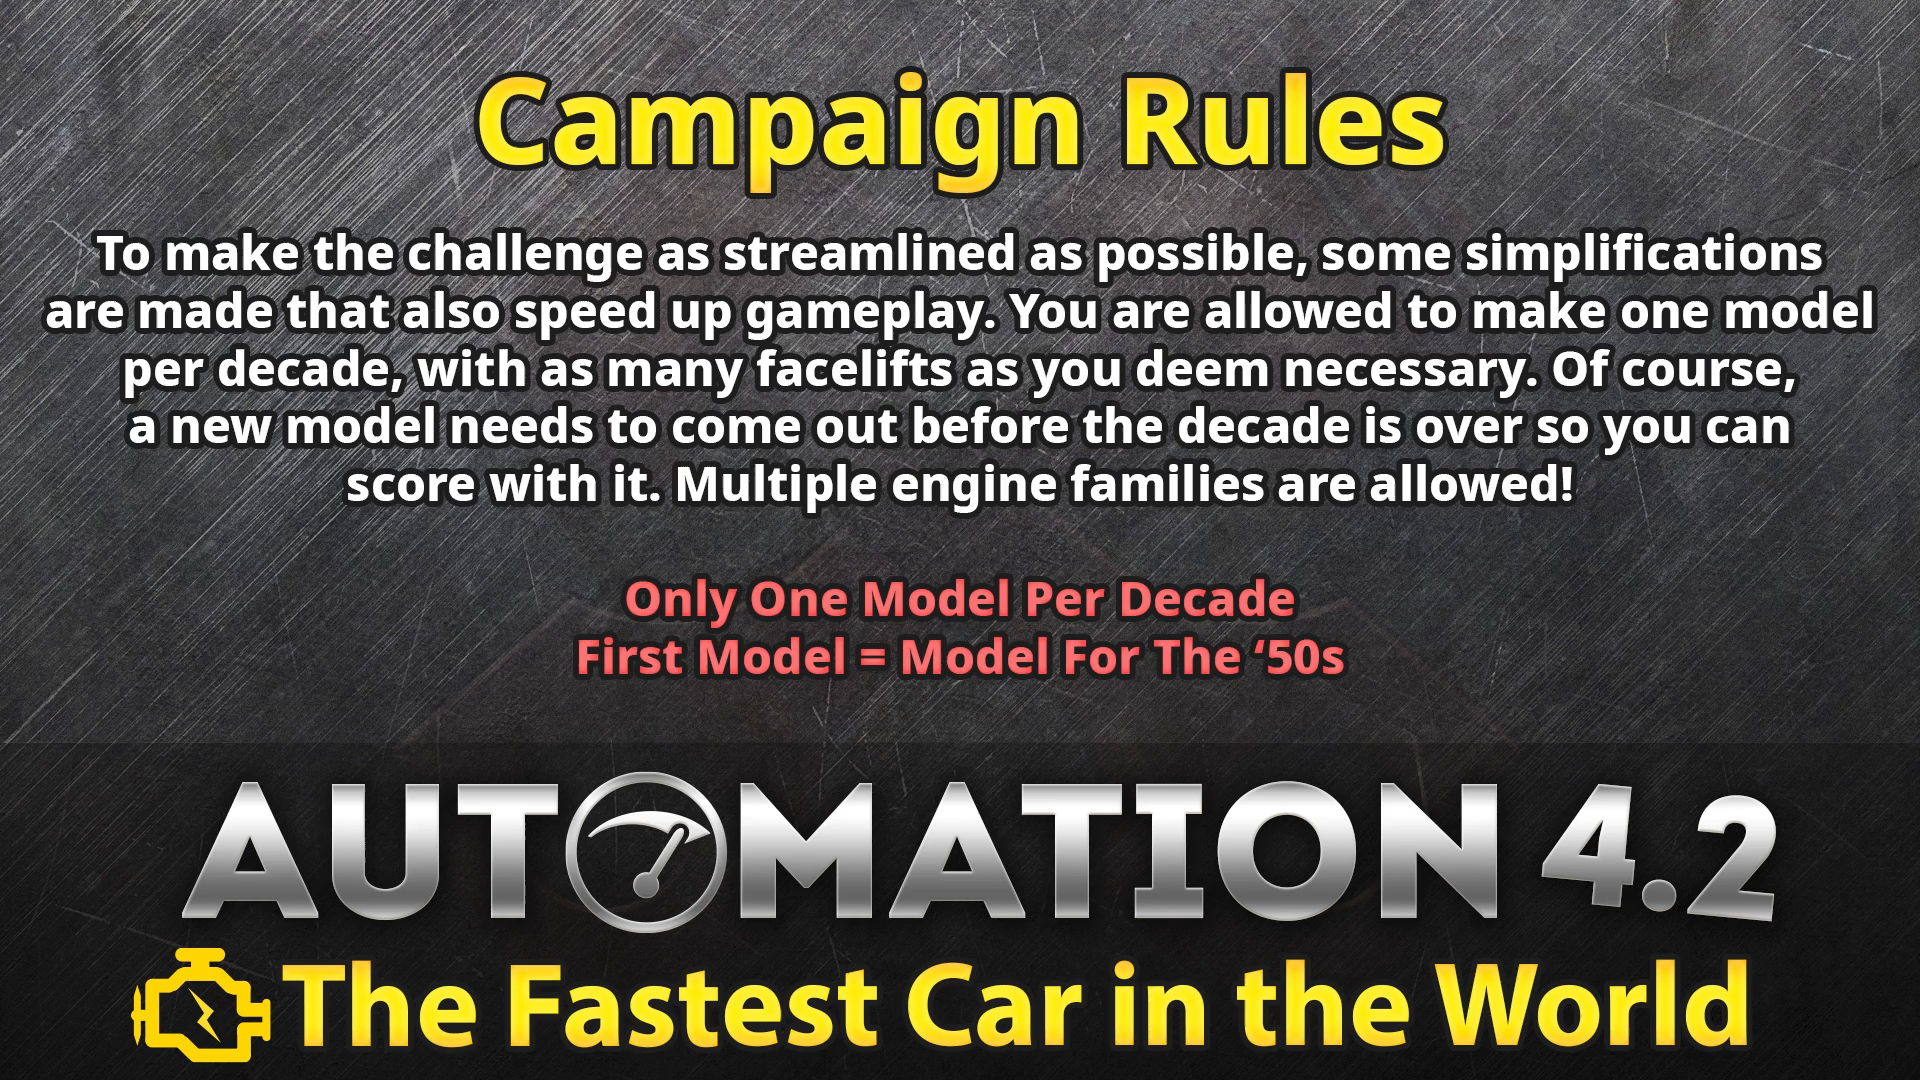 Campaign Rules
To make the challenge as streamlined as possible, some simplifications
are made that also speed up gameplay. You are allowed to make one model
per decade, with as many facelifts as you deem necessary. Of course,
a new model needs to come out before the decade is over so you can
score with it. Multiple engine families are allowed!
Only One Model Per Decade
First Model = Model For The ‘50s
AUTOMATION 4.2
The Fastest Car in the World